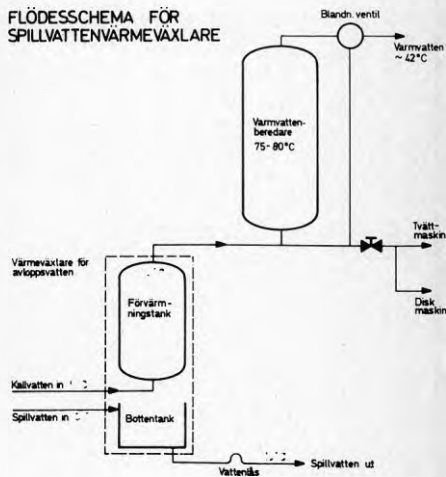 FLÖDESSCHEMA FÖR
SPILLVATTENVÄRMEVÄXLARE
Blandn. ventil
Varmvatten
~ 42°C
Varmvatten-
beredare
75-80°C
Tvätt-
maskin
Disk
maskin
Värmeväxlare för
avloppsvatten
Förvärm-
ningstank
Kallvatten in
Spillvatten in
Bottentank
Vattenlås
Spillvatten ut